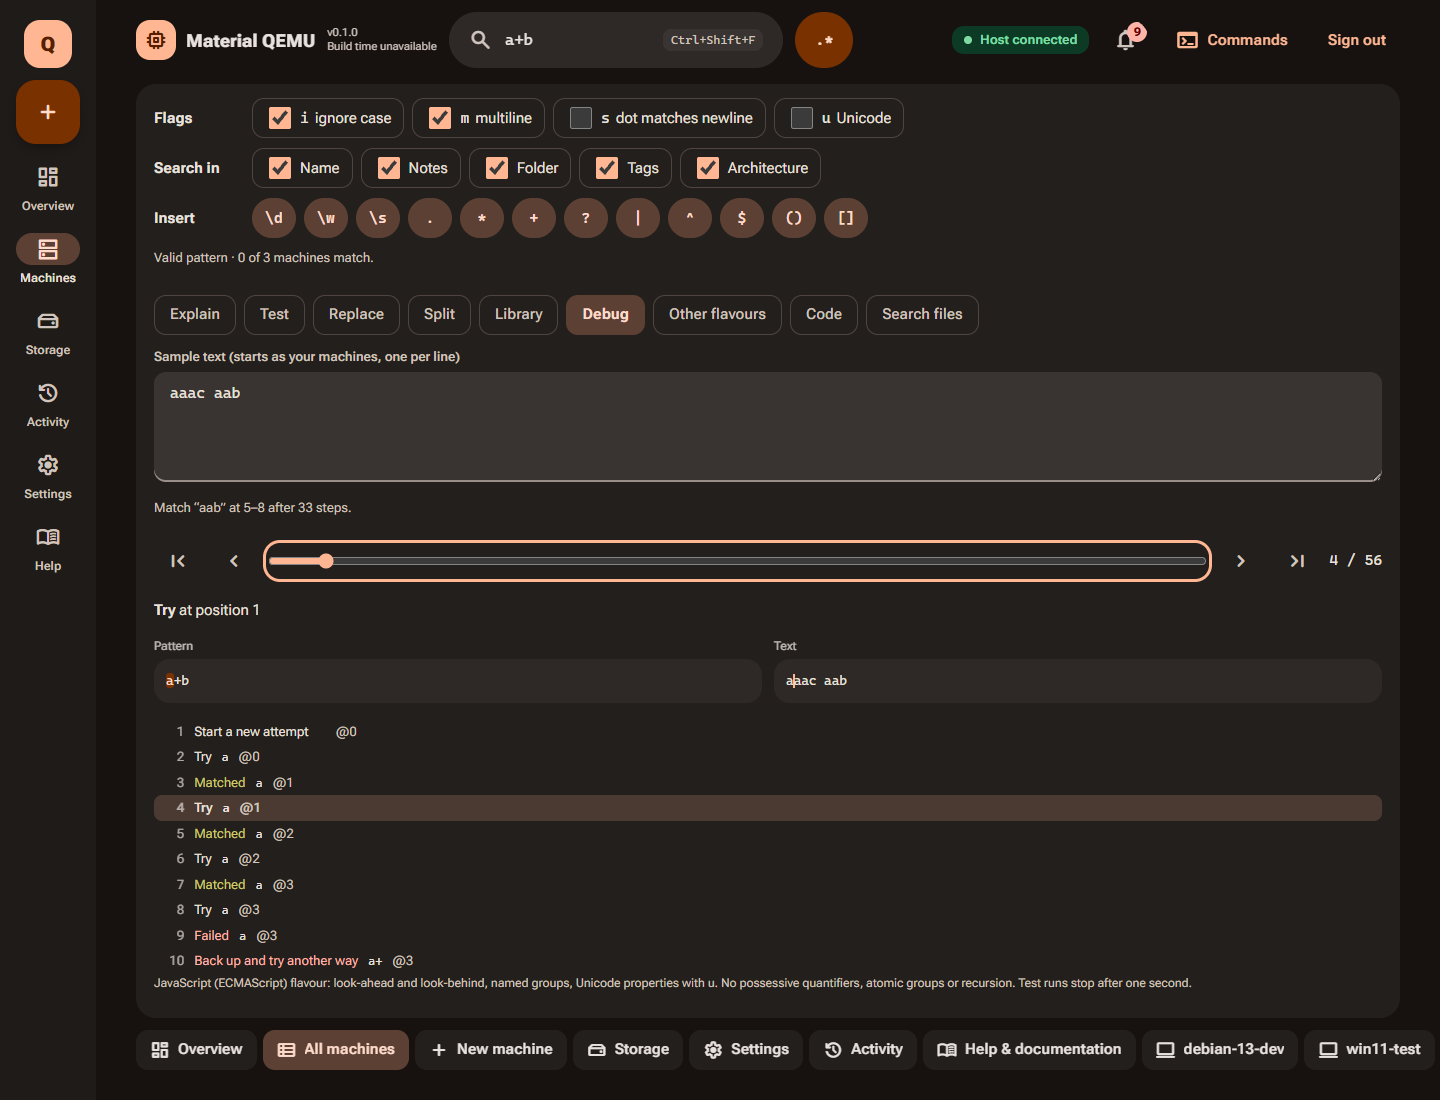 Q
Material QEMU
v0.1.0
Build time unavailable
a+b
Ctrl+Shift+F
.*
Host connected
9
Commands
Sign out
+
Overview
Machines
Storage
Activity
Settings
Help
Flags
i ignore case
m multiline
s dot matches newline
u Unicode
Search in
Name
Notes
Folder
Tags
Architecture
Insert
\d
\w
\s
.
*
+
?
|
^
$
()
[]
Valid pattern · 0 of 3 machines match.
Explain
Test
Replace
Split
Library
Debug
Other flavours
Code
Search files
Sample text (starts as your machines, one per line)
aaac aab
Match “aab” at 5–8 after 33 steps.
4 / 56
Try at position 1
Pattern
Text
a+b
aaac aab
1 Start a new attempt @0
2 Try a @0
3 Matched a @1
4 Try a @1
5 Matched a @2
6 Try a @2
7 Matched a @3
8 Try a @3
9 Failed a @3
10 Back up and try another way a+ @3
JavaScript (ECMAScript) flavour: look-ahead and look-behind, named groups, Unicode properties with u. No possessive quantifiers, atomic groups or recursion. Test runs stop after one second.
Overview
All machines
+ New machine
Storage
Settings
Activity
Help & documentation
debian-13-dev
win11-test